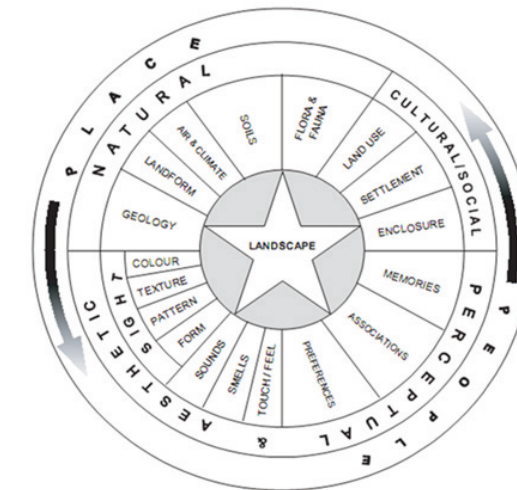 PLACE
NATURAL
CULTURAL/SOCIAL
GEOLOGY
LANDFORM
AIR & CLIMATE
SOILS
FLORA &
FAUNA
LAND USE
SETTLEMENT
ENCLOSURE
LANDSCAPE
COLOUR
TEXTURE
PATTERN
FORM
SOUNDS
SMELLS
TOUCH / FEEL
PREFERENCES
ASSOCIATIONS
MEMORIES
SIGHT
PERCEPTUAL & AESTHETIC
PEOPLE